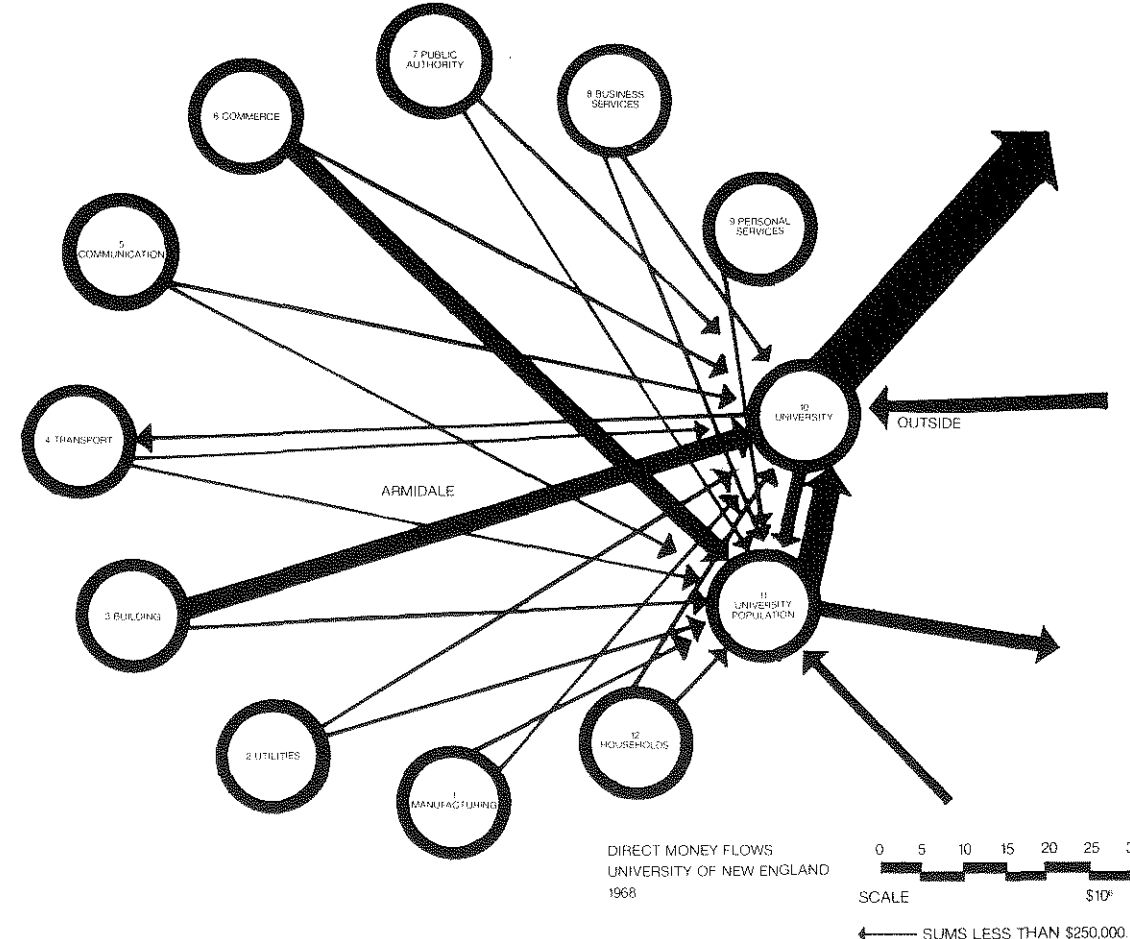 7 PUBLIC
AUTHORITY
8 BUSINESS
SERVICES
6 COMMERCE
9 PERSONAL
SERVICES
5
COMMUNICATION
10
UNIVERSITY
OUTSIDE
4 TRANSPORT
ARMIDALE
3 BUILDING
11
UNIVERSITY
POPULATION
2 UTILITIES
12
HOUSEHOLDS
1
MANUFACTURING
DIRECT MONEY FLOWS
UNIVERSITY OF NEW ENGLAND
1968
0 5 10 15 20 25
SCALE $10⁶
SUMS LESS THAN $250,000.